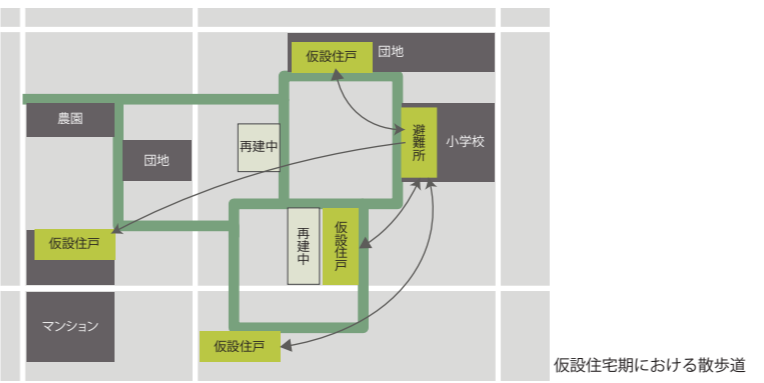 仮設住戸
団地
農園
再建中
避難所
小学校
団地
再建中
仮設住戸
仮設住戸
マンション
仮設住戸
仮設住宅期における散歩道